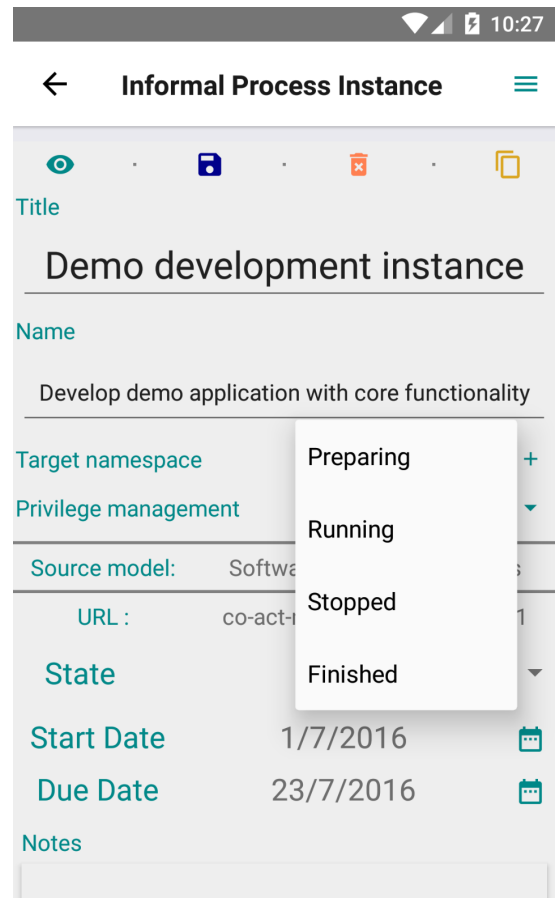 10:27
Informal Process Instance
Title
Demo development instance
Name
Develop demo application with core functionality
Target namespace
Preparing
+
Privilege management
Running
Source model:
URL :
co-act-
1
Stopped
State
Finished
Start Date
1/7/2016
Due Date
23/7/2016
Notes